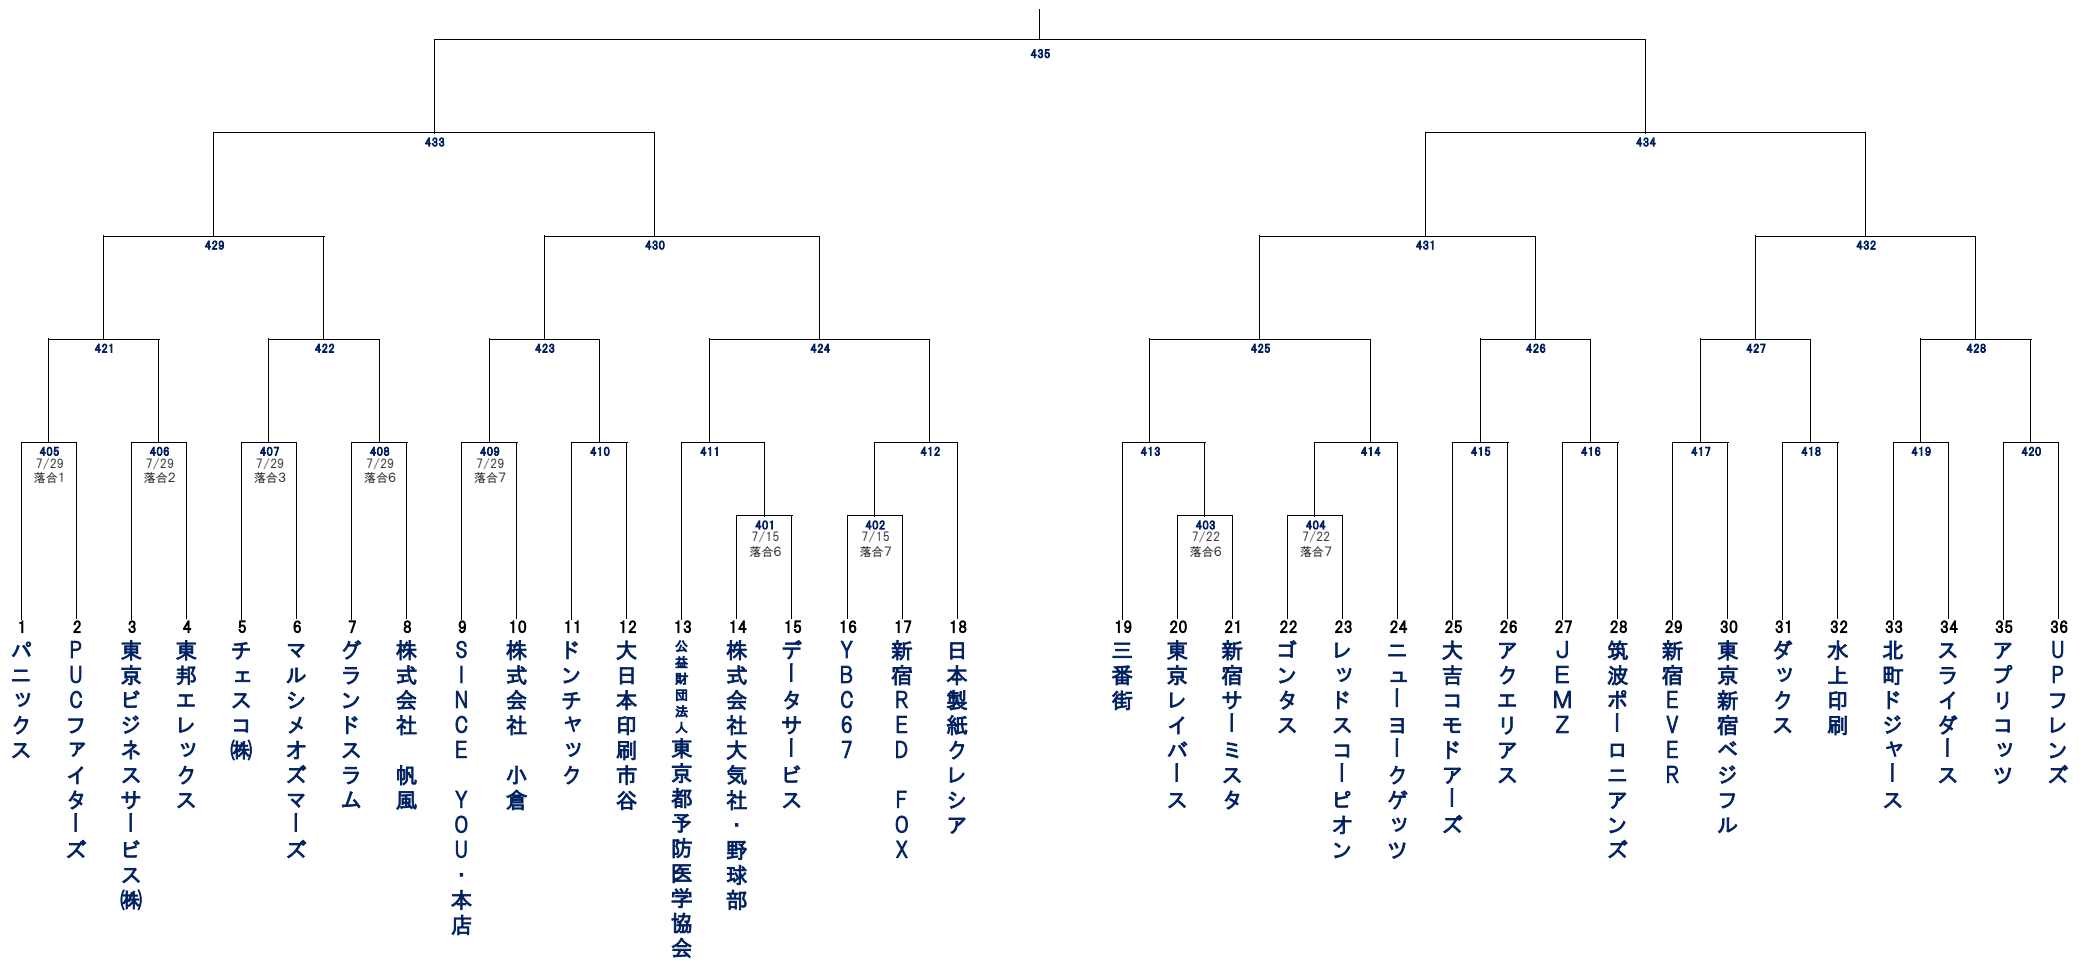 435
433
434
429
430
431
432
421
422
423
424
425
426
427
428
405
7/29
落合1
406
7/29
落合2
407
7/29
落合3
408
7/29
落合6
409
7/29
落合7
410
411
412
413
414
415
416
417
418
419
420
401
7/15
落合6
402
7/15
落合7
403
7/22
落合6
404
7/22
落合7
1
パニックス
2
PUCファイターズ
3
東京ビジネスサービス㈱
4
東邦エレックス
5
チェスコ㈱
6
マルシメオズマーズ
7
グランドスラム
8
株式会社　帆風
9
SINCE　YOU・本店
10
株式会社　小倉
11
ドンチャック
12
大日本印刷市谷
13
公益財団法人東京都予防医学協会
14
株式会社大気社・野球部
15
データサービス
16
YBC67
17
新宿RED　FOX
18
日本製紙クレシア
19
三番街
20
東京レイバース
21
新宿サーミスタ
22
ゴンタス
23
レッドスコーピオン
24
ニューヨークゲッツ
25
大吉コモドアーズ
26
アクエリアス
27
JEMZ
28
筑波ポーロニアンズ
29
新宿EVER
30
東京新宿ベジフル
31
ダックス
32
水上印刷
33
北町ドジャース
34
スライダース
35
アプリコッツ
36
UPフレンズ